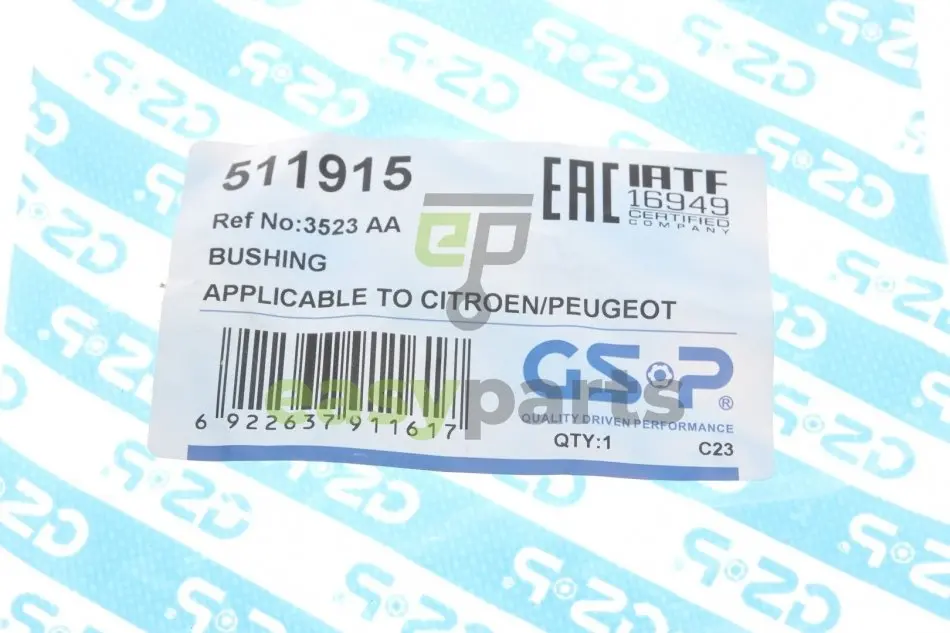 511915
EAC
IATF
16949
CERTIFIED
COMPANY
Ref No:3523 AA
BUSHING
APPLICABLE TO CITROEN/PEUGEOT
ep
easyparts
6 922637 911617
GSP®
QUALITY DRIVEN PERFORMANCE
QTY:1
C23